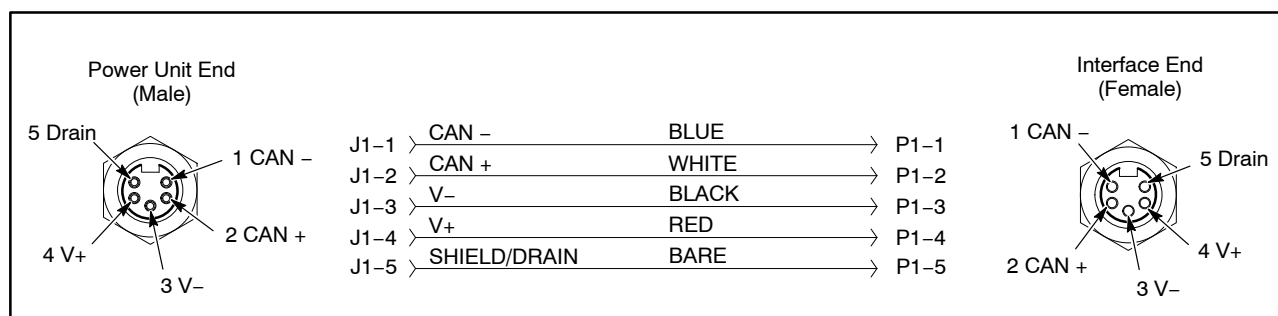 Power Unit End
(Male)
5 Drain
1 CAN −
2 CAN +
4 V+
3 V−
J1−1 CAN − BLUE P1−1
J1−2 CAN + WHITE P1−2
J1−3 V− BLACK P1−3
J1−4 V+ RED P1−4
J1−5 SHIELD/DRAIN BARE P1−5
Interface End
(Female)
1 CAN −
5 Drain
4 V+
2 CAN +
3 V−